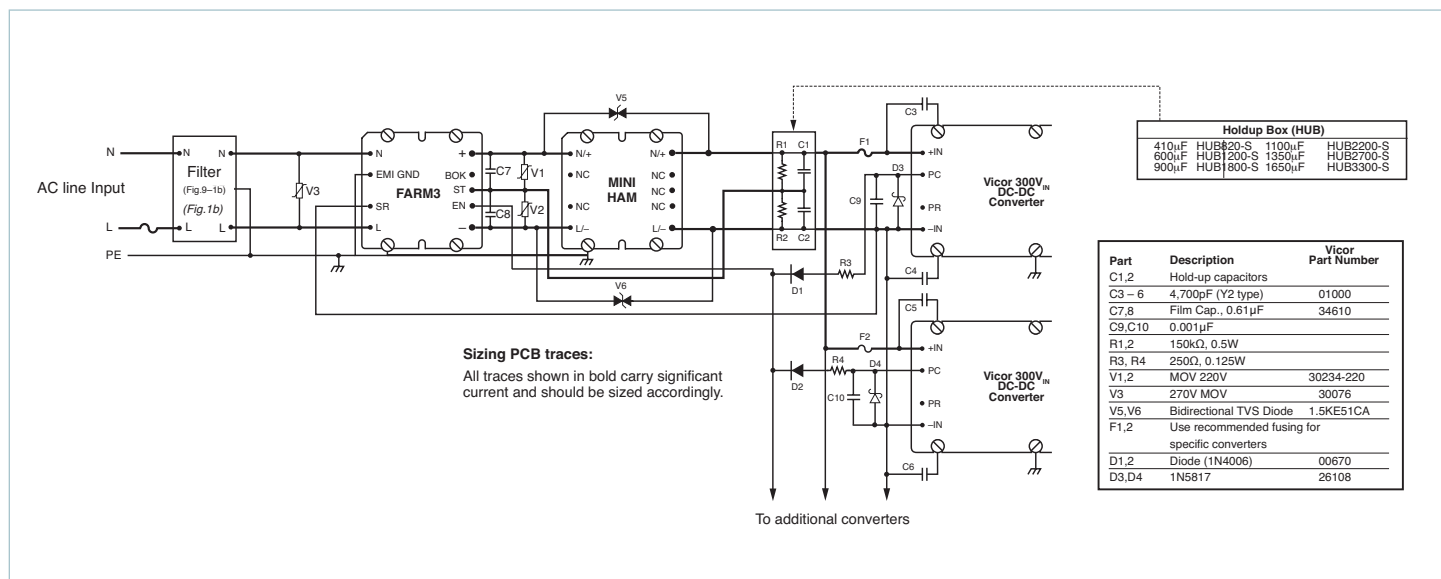 AC line Input
N
L
PE
N
N
Filter
(Fig.9–1b)
(Fig.1b)
L
L
V3
N
EMI GND
FARM3
SR
L
+
BOK
ST
EN
–
C7
C8
V1
V2
V5
N/+
NC
NC
L/–
MINI
HAM
N/+
NC
NC
NC
L/–
V6
R1
C1
R2
C2
F1
C3
D3
C9
R3
D1
C4
+IN
PC
PR
–IN
Vicor 300VIN
DC-DC
Converter
F2
C5
R4
D4
D2
C10
C6
+IN
PC
PR
–IN
Vicor 300VIN
DC-DC
Converter
To additional converters
Sizing PCB traces:
All traces shown in bold carry significant
current and should be sized accordingly.
Holdup Box (HUB)
410µF HUB820-S 1100µF HUB2200-S
600µF HUB1200-S 1350µF HUB2700-S
900µF HUB1800-S 1650µF HUB3300-S
Part Description Vicor Part Number
C1,2 Hold-up capacitors
C3 – 6 4,700pF (Y2 type) 01000
C7,8 Film Cap., 0.61µF 34610
C9,C10 0.001µF
R1,2 150kΩ, 0.5W
R3, R4 250Ω, 0.125W
V1,2 MOV 220V 30234-220
V3 270V MOV 30076
V5,V6 Bidirectional TVS Diode 1.5KE51CA
F1,2 Use recommended fusing for
specific converters
D1,2 Diode (1N4006) 00670
D3,D4 1N5817 26108